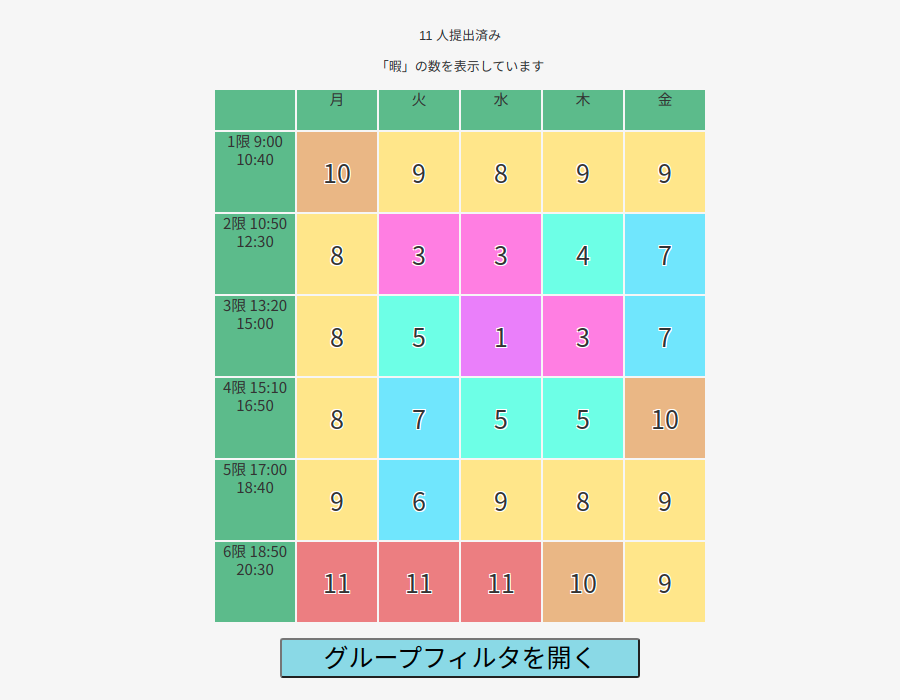 11 人提出済み
「暇」の数を表示しています
月 火 水 木 金
1限 9:00
10:40
10 9 8 9 9
2限 10:50
12:30
8 3 3 4 7
3限 13:20
15:00
8 5 1 3 7
4限 15:10
16:50
8 7 5 5 10
5限 17:00
18:40
9 6 9 8 9
6限 18:50
20:30
11 11 11 10 9
グループフィルタを開く